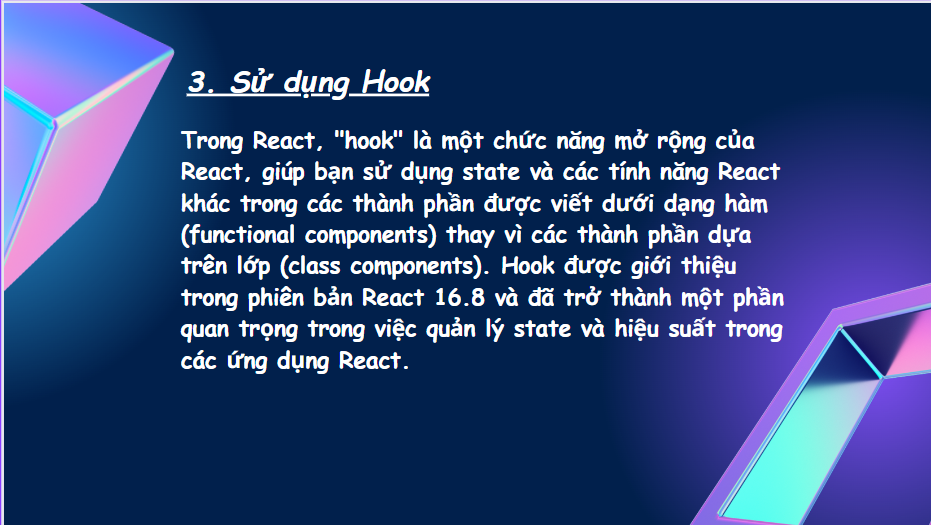 3. Sử dụng Hook
Trong React, "hook" là một chức năng mở rộng của
React, giúp bạn sử dụng state và các tính năng React
khác trong các thành phần được viết dưới dạng hàm
(functional components) thay vì các thành phần dựa
trên lớp (class components). Hook được giới thiệu
trong phiên bản React 16.8 và đã trở thành một phần
quan trọng trong việc quản lý state và hiệu suất trong
các ứng dụng React.